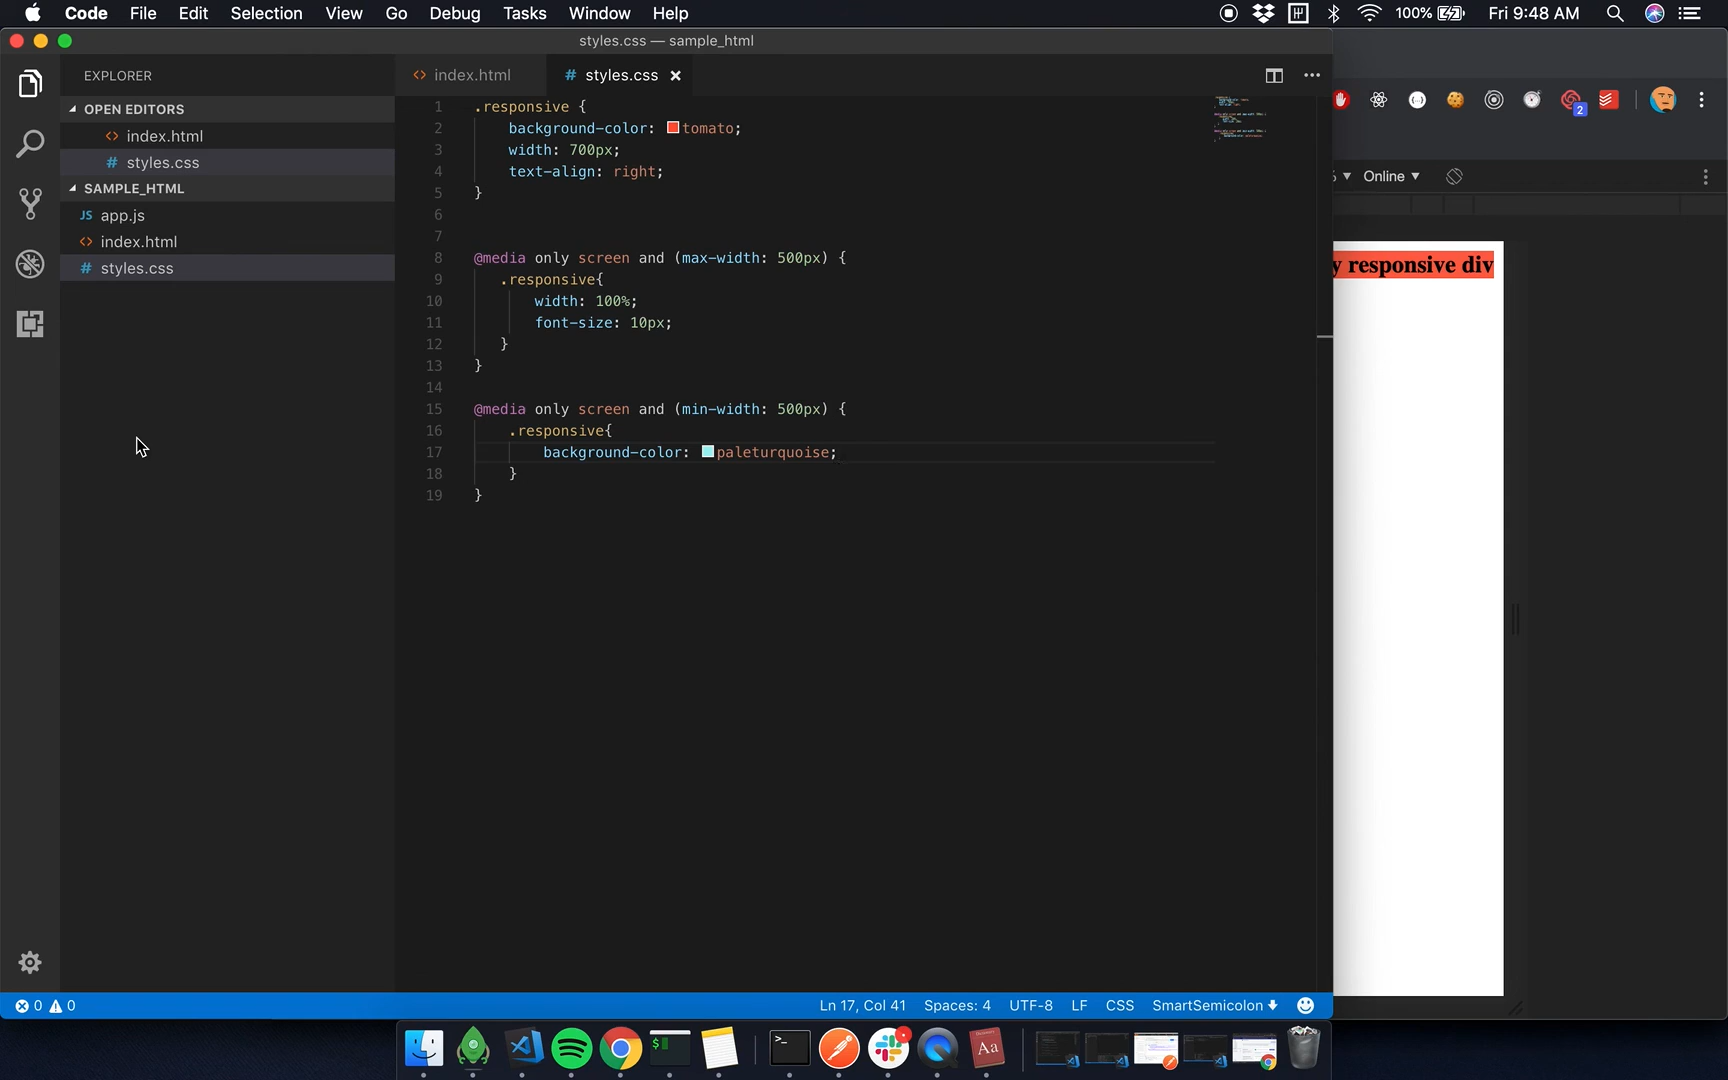 Code File Edit Selection View Go Debug Tasks Window Help 100% Fri 9:48 AM
styles.css — sample_html
EXPLORER
OPEN EDITORS
<> index.html
# styles.css
SAMPLE_HTML
JS app.js
<> index.html
# styles.css
<> index.html # styles.css
1 .responsive {
2 background-color: tomato;
3 width: 700px;
4 text-align: right;
5 }
6
7
8 @media only screen and (max-width: 500px) {
9 .responsive{
10 width: 100%;
11 font-size: 10px;
12 }
13 }
14
15 @media only screen and (min-width: 500px) {
16 .responsive{
17 background-color: paleturquoise;
18 }
19 }
2
Online
y responsive div
0 0 Ln 17, Col 41 Spaces: 4 UTF-8 LF CSS SmartSemicolon
$
>_
Aa